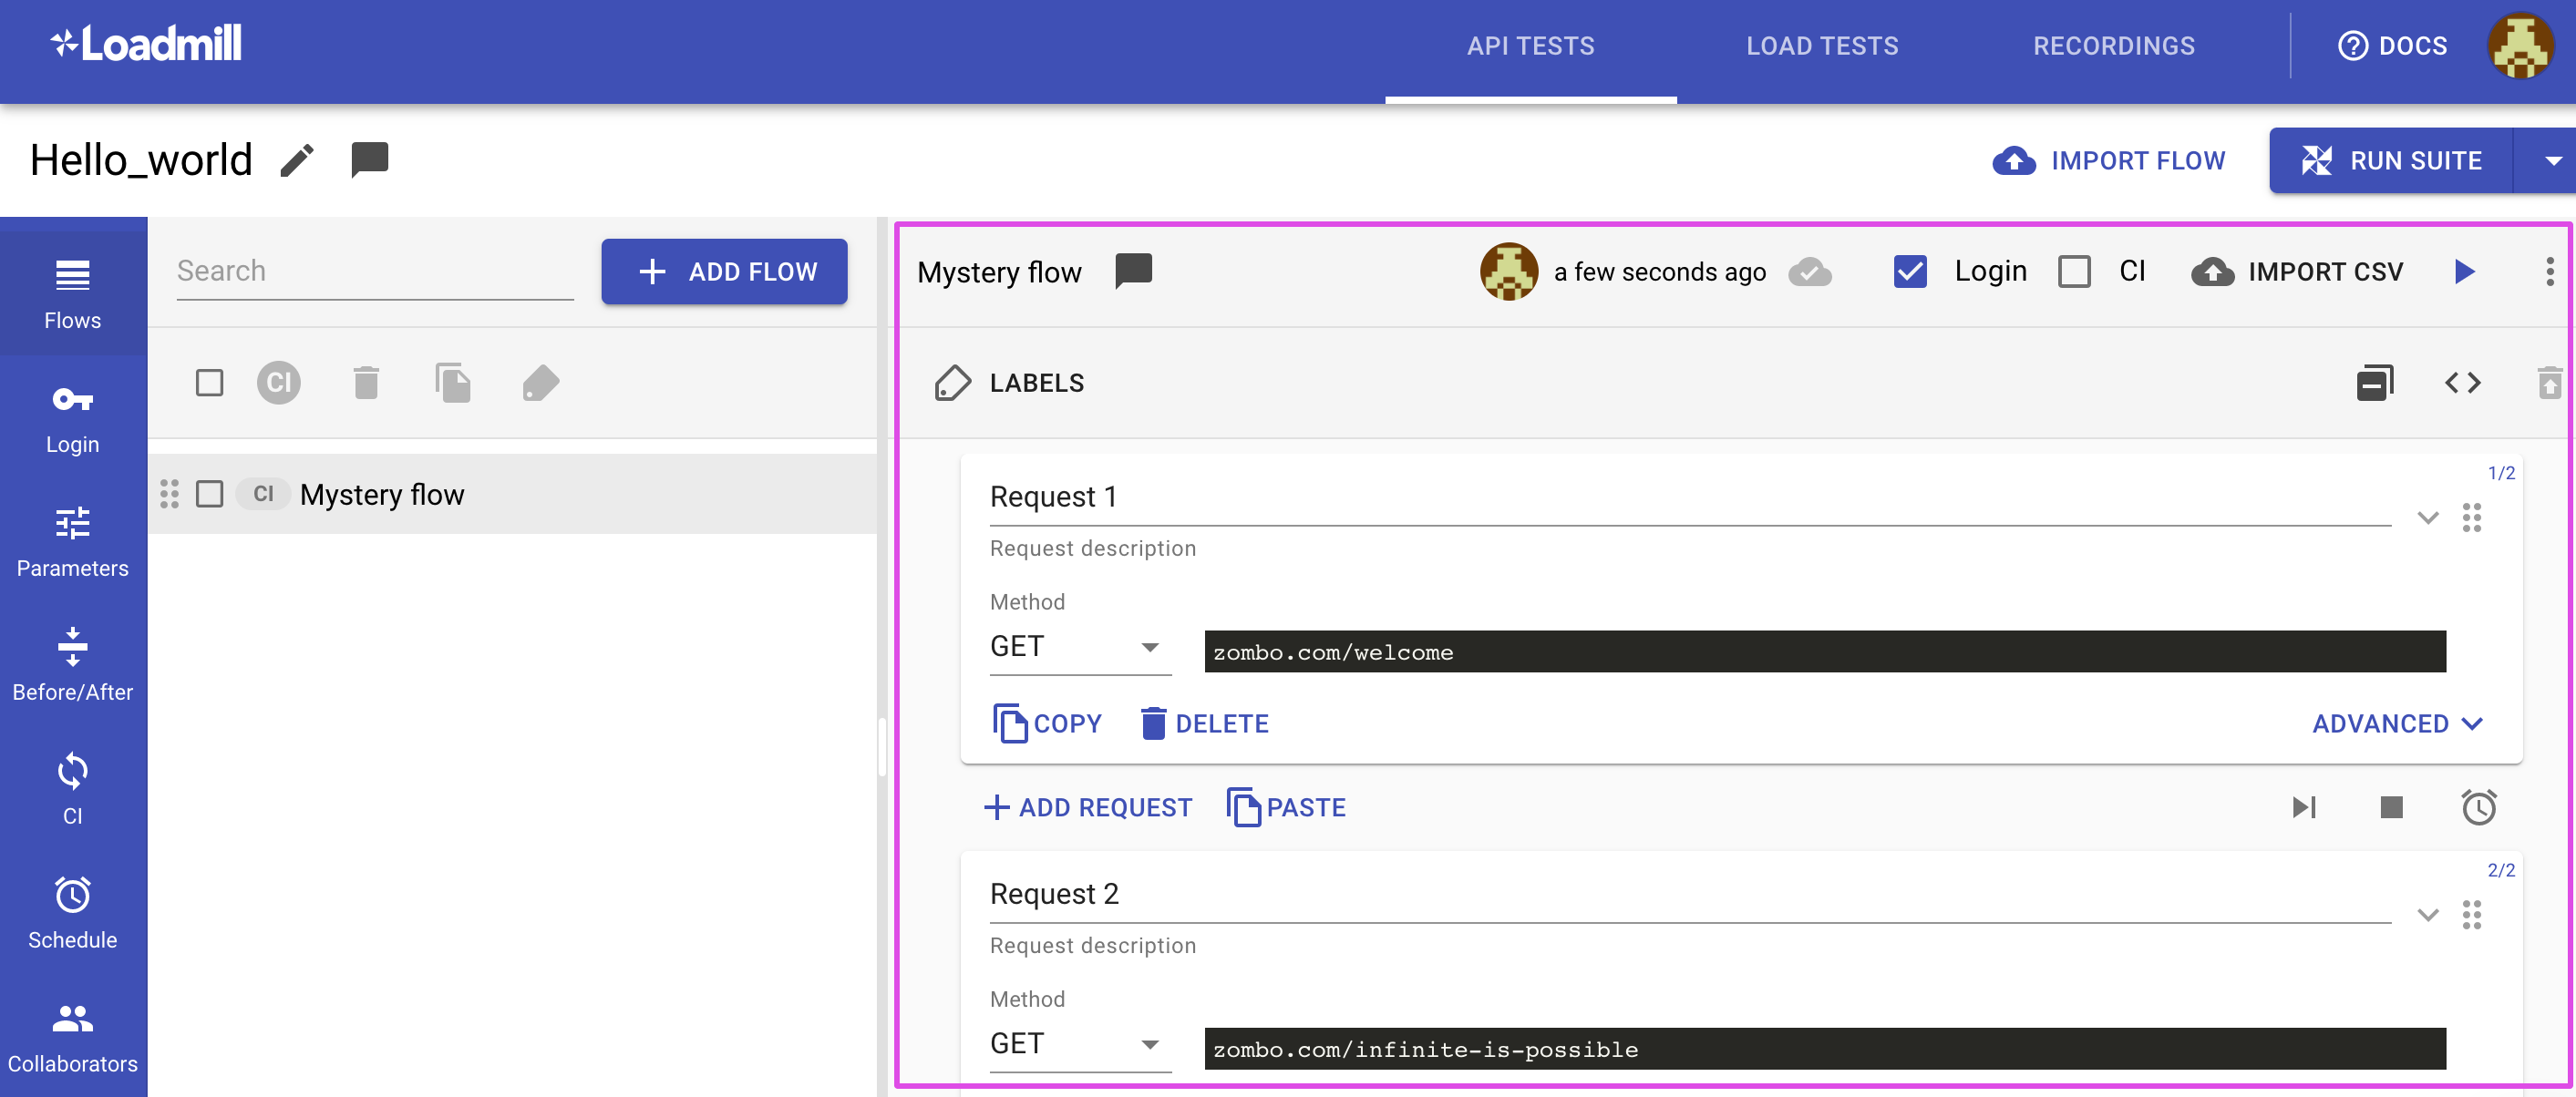 Loadmill
API TESTS
LOAD TESTS
RECORDINGS
DOCS
Hello_world
IMPORT FLOW
RUN SUITE
Flows
Login
Parameters
Before/After
CI
Schedule
Collaborators
Search
ADD FLOW
CI
CI Mystery flow
Mystery flow
a few seconds ago
Login
CI
IMPORT CSV
LABELS
1/2
Request 1
Request description
Method
GET
zombo.com/welcome
COPY
DELETE
ADVANCED
ADD REQUEST
PASTE
2/2
Request 2
Request description
Method
GET
zombo.com/infinite-is-possible